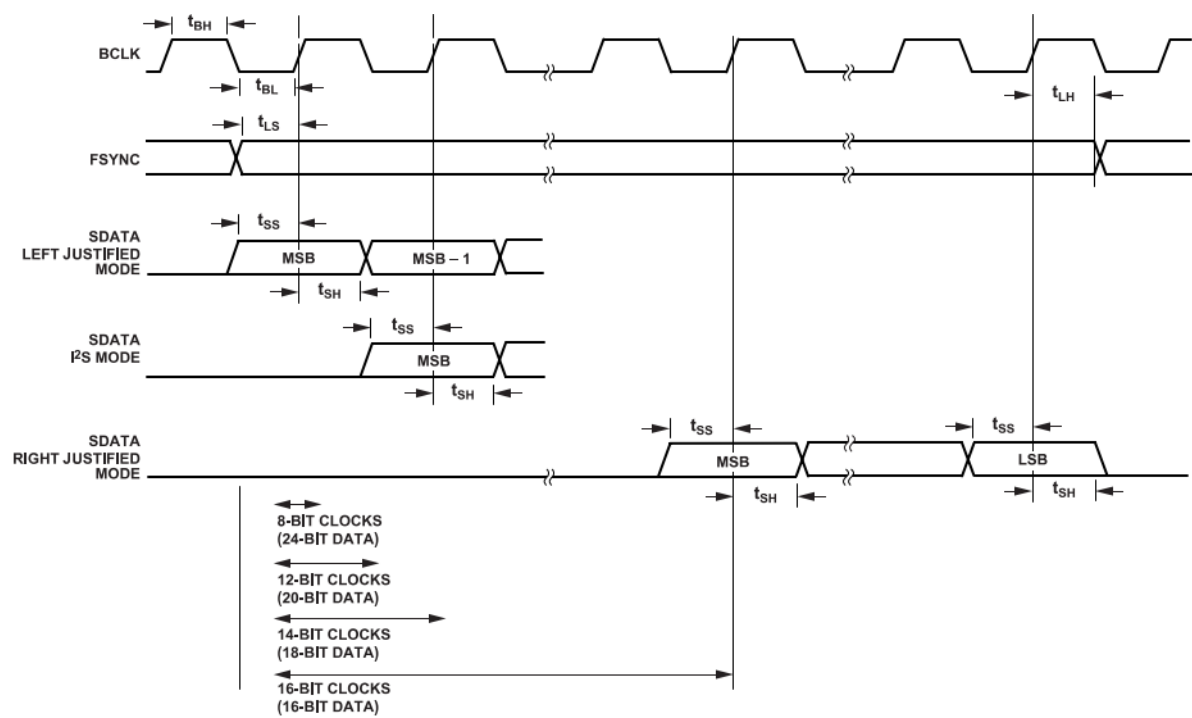 tBH
BCLK
tBL
tLH
tLS
FSYNC
tSS
SDATA
LEFT JUSTIFIED
MODE
MSB
MSB – 1
tSH
tSS
SDATA
I2S MODE
MSB
tSH
tSS
tSS
SDATA
RIGHT JUSTIFIED
MODE
MSB
LSB
tSH
tSH
8-BIT CLOCKS
(24-BIT DATA)
12-BIT CLOCKS
(20-BIT DATA)
14-BIT CLOCKS
(18-BIT DATA)
16-BIT CLOCKS
(16-BIT DATA)